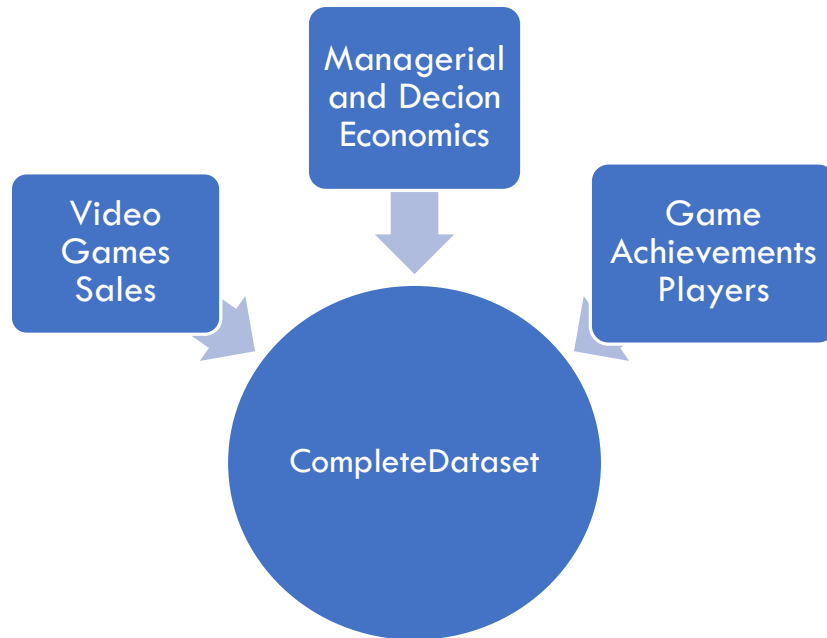 Managerial
and Decion
Economics
Video
Games
Sales
Game
Achievements
Players
CompleteDataset